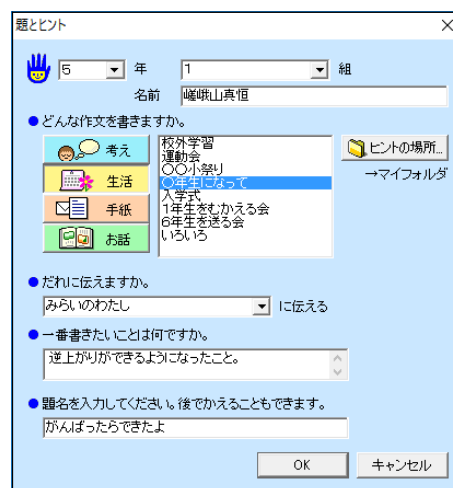 題とヒント
5 年 1 組
名前 嵯峨山真恒
どんな作文を書きますか。
考え
生活
手紙
お話
校外学習
運動会
〇〇小祭り
〇年生になって
入学式
1年生をむかえる会
6年生を送る会
いろいろ
ヒントの場所...
→マイフォルダ
だれに伝えますか。
みらいのわたし に伝える
一番書きたいことは何ですか。
逆上がりができるようになったこと。
題名を入力してください。後でかえることもできます。
がんばったらできたよ
OK キャンセル